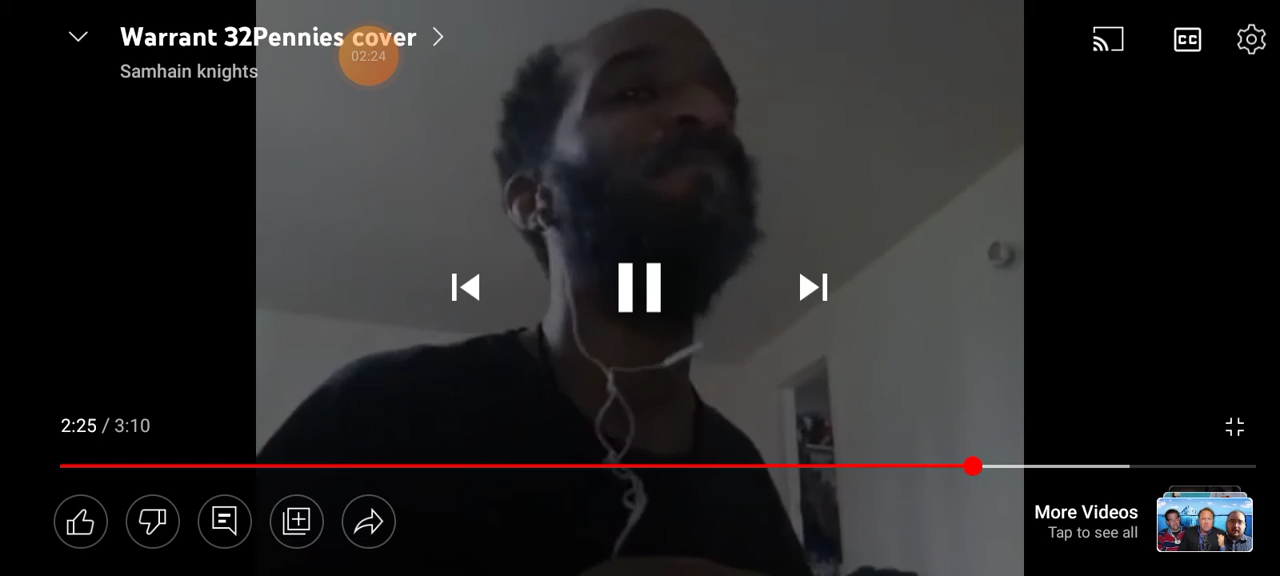 Warrant 32Pennies cover
02:24
Samhain knights
CC
2:25 / 3:10
More Videos
Tap to see all